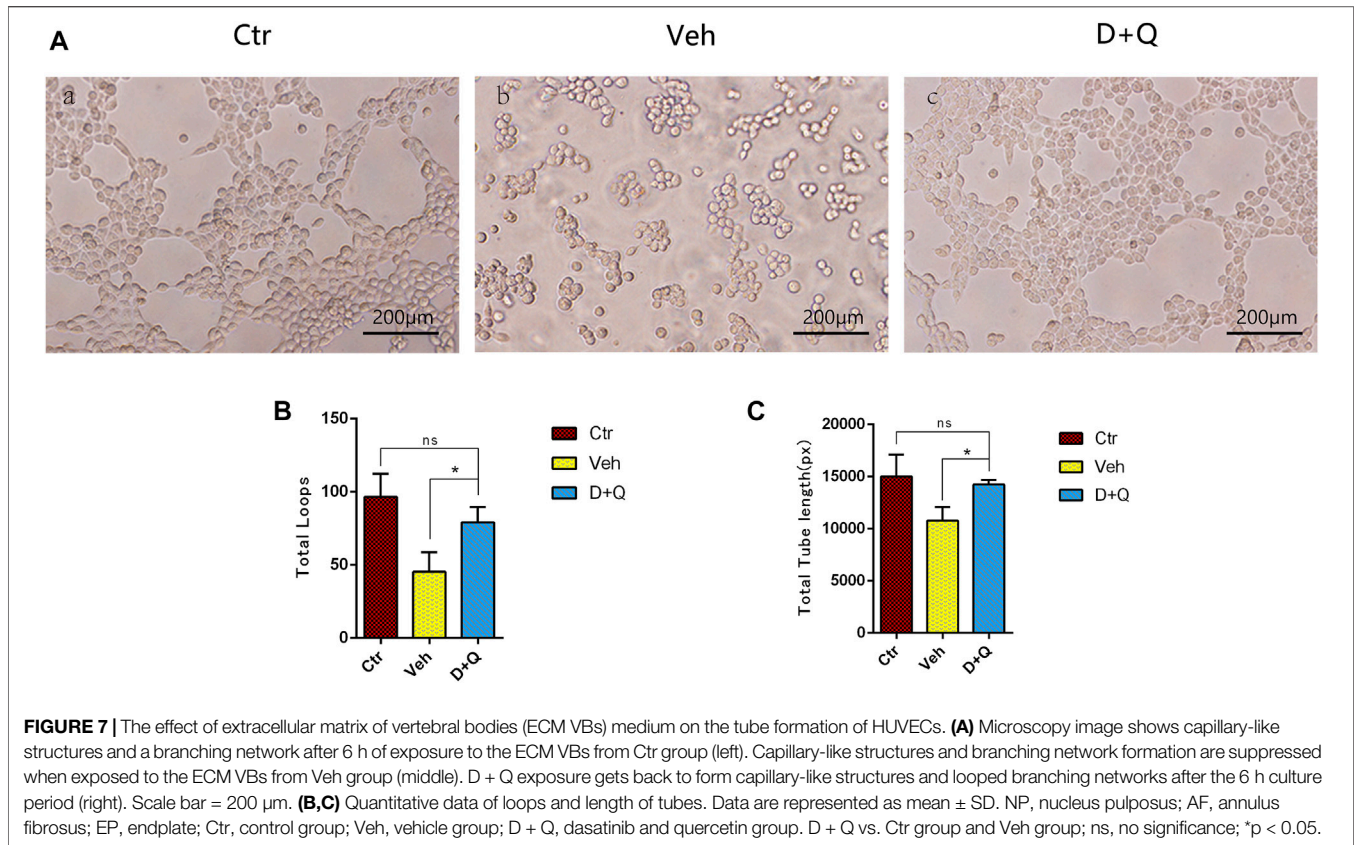 A
Ctr
Veh
D+Q
a
b
c
200μm
200μm
200μm
B
Total Loops
150
100
50
0
ns
*
Ctr
Veh
D+Q
Ctr
Veh
D+Q
C
Total Tube length(px)
20000
15000
10000
5000
0
ns
*
Ctr
Veh
D+Q
Ctr
Veh
D+Q
FIGURE 7 | The effect of extracellular matrix of vertebral bodies (ECM VBs) medium on the tube formation of HUVECs. (A) Microscopy image shows capillary-like
structures and a branching network after 6 h of exposure to the ECM VBs from Ctr group (left). Capillary-like structures and branching network formation are suppressed
when exposed to the ECM VBs from Veh group (middle). D + Q exposure gets back to form capillary-like structures and looped branching networks after the 6 h culture
period (right). Scale bar = 200 μm. (B,C) Quantitative data of loops and length of tubes. Data are represented as mean ± SD. NP, nucleus pulposus; AF, annulus
fibrosus; EP, endplate; Ctr, control group; Veh, vehicle group; D + Q, dasatinib and quercetin group. D + Q vs. Ctr group and Veh group; ns, no significance; *p < 0.05.